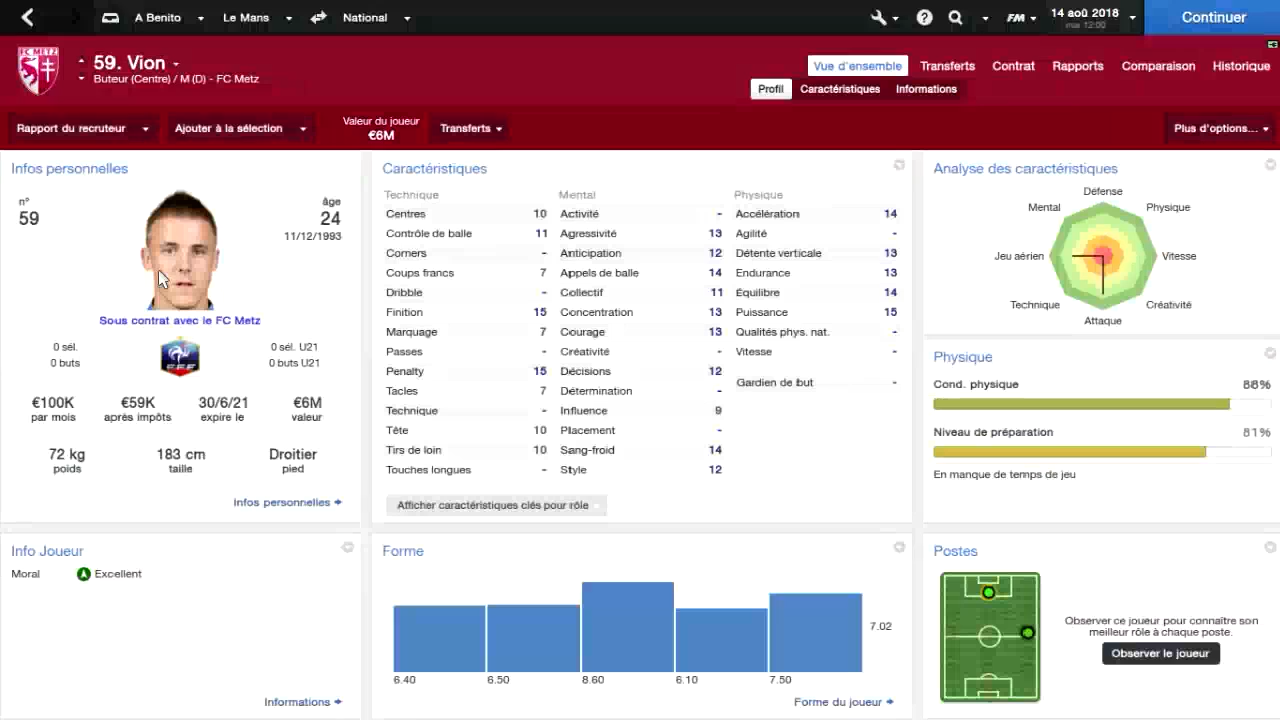 A Benito
Le Mans
National
FM
14 aoû 2018
mar 12:00
Continuer
FC METZ
59. Vion
Buteur (Centre) / M (D) - FC Metz
Vue d'ensemble
Transferts
Contrat
Rapports
Comparaison
Historique
Profil
Caractéristiques
Informations
Rapport du recruteur
Ajouter à la sélection
Valeur du joueur
€6M
Transferts
Plus d'options...
Infos personnelles
n°
59
âge
24
11/12/1993
Sous contrat avec le FC Metz
0 sél.
0 buts
FFF
0 sél. U21
0 buts U21
€100K
par mois
€59K
après impôts
30/6/21
expire le
€6M
valeur
72 kg
poids
183 cm
taille
Droitier
pied
Infos personnelles
Caractéristiques
Technique
Centres 10
Contrôle de balle 11
Corners -
Coups francs 7
Dribble -
Finition 15
Marquage 7
Passes -
Penalty 15
Tacles 7
Technique -
Tête 10
Tirs de loin 10
Touches longues -
Mental
Activité -
Agressivité 13
Anticipation 12
Appels de balle 14
Collectif 11
Concentration 13
Courage 13
Créativité -
Décisions 12
Détermination -
Influence 9
Placement -
Sang-froid 14
Style 12
Physique
Accélération 14
Agilité -
Détente verticale 13
Endurance 13
Équilibre 14
Puissance 15
Qualités phys. nat. -
Vitesse -
Gardien de but -
Afficher caractéristiques clés pour rôle
Analyse des caractéristiques
Défense
Mental
Physique
Jeu aérien
Vitesse
Technique
Créativité
Attaque
Physique
Cond. physique 88%
Niveau de préparation 81%
En manque de temps de jeu
Info Joueur
Moral Excellent
Informations
Forme
7.02
6.40 6.50 8.60 6.10 7.50
Forme du joueur
Postes
Observer ce joueur pour connaître son
meilleur rôle à chaque poste.
Observer le joueur